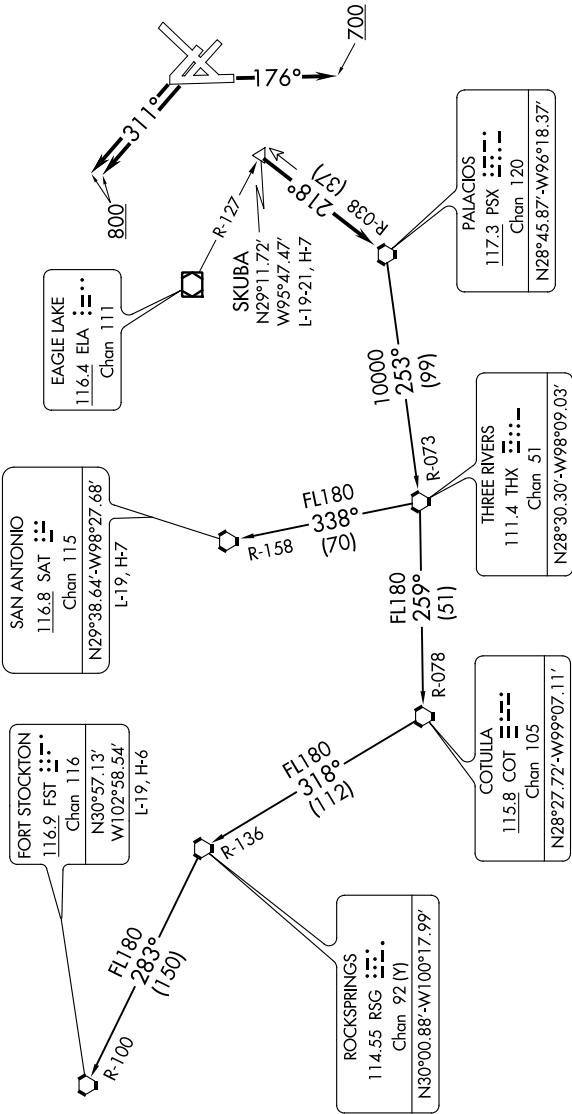 FORT STOCKTON
116.9 FST
Chan 116
N30°57.13'
W102°58.54'
L-19, H-6
SAN ANTONIO
116.8 SAT
Chan 115
N29°38.64'-W98°27.68'
L-19, H-7
EAGLE LAKE
116.4 ELA
Chan 111
800
311°
176°
700
R-127
SKUBA
N29°11.72'
W95°47.47'
L-19-21, H-7
218°
(37)
R-038
PALACIOS
117.3 PSX
Chan 120
N28°45.87'-W96°18.37'
10000
253°
(99)
R-073
THREE RIVERS
111.4 THX
Chan 51
N28°30.30'-W98°09.03'
FL180
338°
(70)
R-158
FL180
259°
(51)
R-078
COTULLA
115.8 COT
Chan 105
N28°27.72'-W99°07.11'
FL180
318°
(112)
R-136
ROCKSPRINGS
114.55 RSG
Chan 92 (Y)
N30°00.88'-W100°17.99'
FL180
283°
(150)
R-100